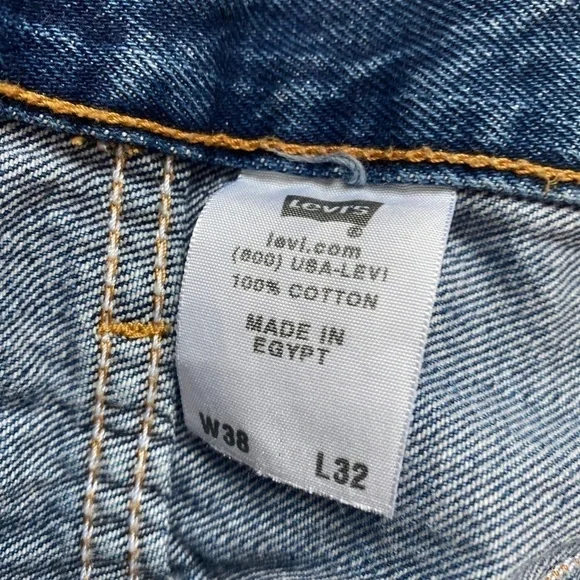 Levi's
®
levi.com
(800) USA-LEVI
100% COTTON
MADE IN
EGYPT
W38 L32